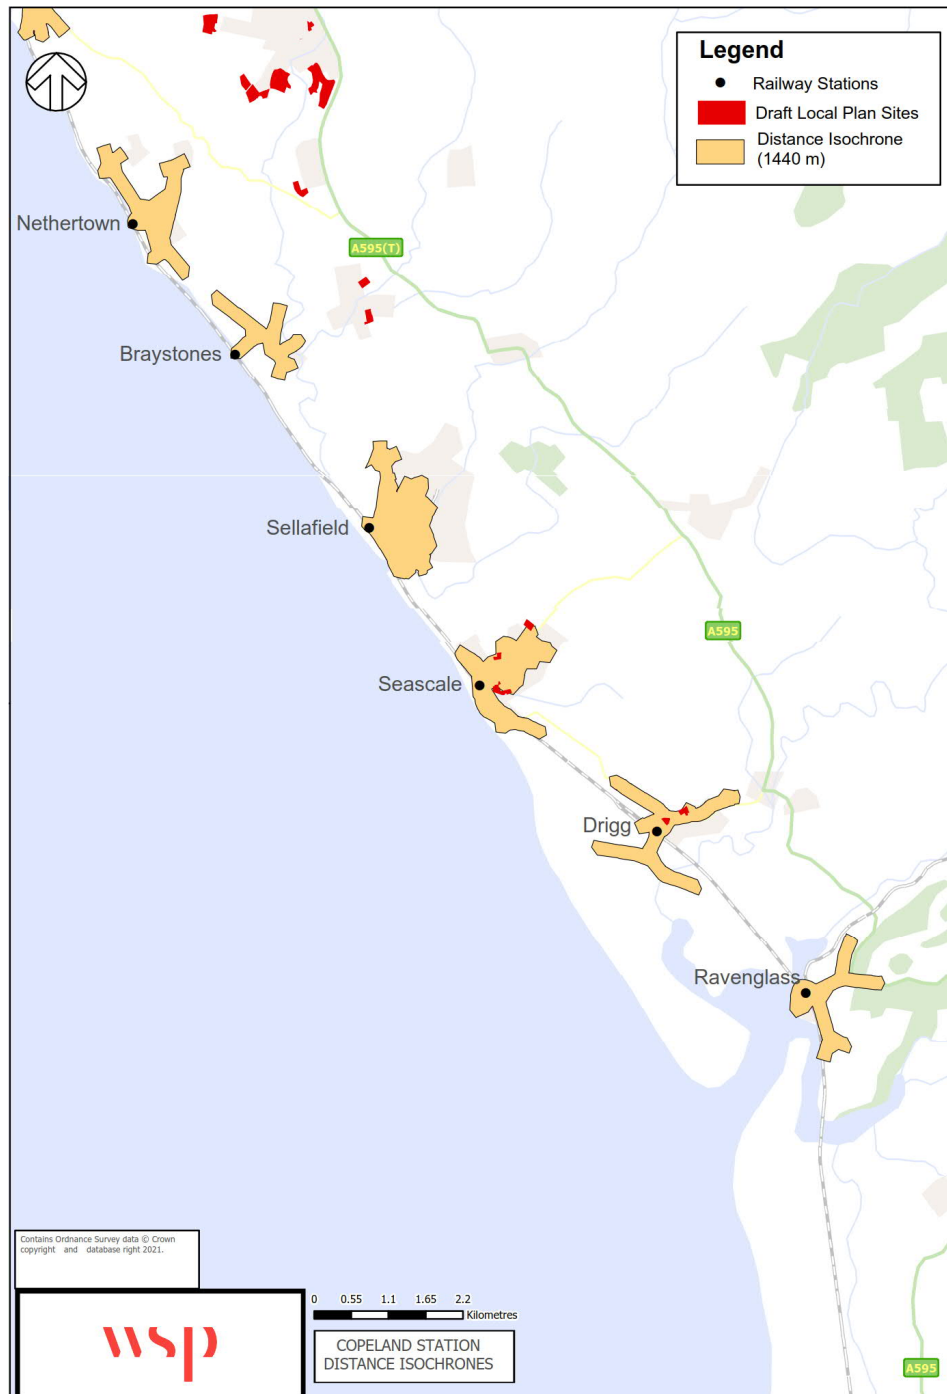 Legend
Railway Stations
Draft Local Plan Sites
Distance Isochrone
(1440 m)
Nethertown
A595(T)
Braystones
Sellafield
A595
Seascale
Drigg
Ravenglass
Contains Ordnance Survey data © Crown
copyright and database right 2021.
0 0.55 1.1 1.65 2.2
Kilometres
wsp
COPELAND STATION
DISTANCE ISOCHRONES
A595